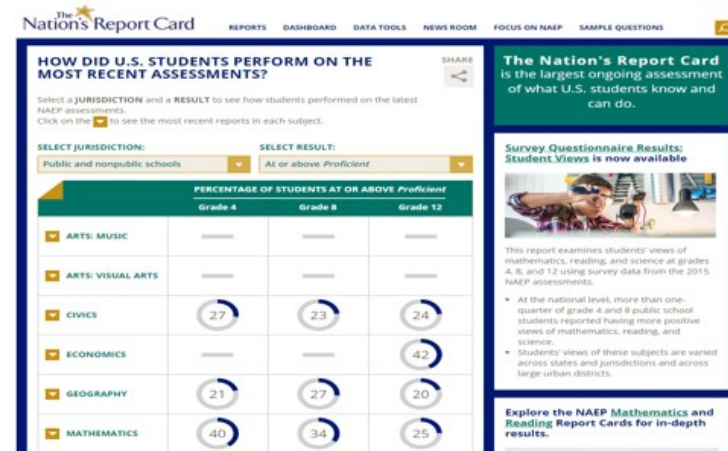 The
Nation's Report Card
REPORTS DASHBOARD DATA TOOLS NEWS ROOM FOCUS ON NAEP SAMPLE QUESTIONS
HOW DID U.S. STUDENTS PERFORM ON THE
MOST RECENT ASSESSMENTS?
SHARE
Select a JURISDICTION and a RESULT to see how students performed on the latest
NAEP assessments.
Click on the to see the most recent reports in each subject.
SELECT JURISDICTION: SELECT RESULT:
Public and nonpublic schools At or above Proficient
PERCENTAGE OF STUDENTS AT OR ABOVE Proficient
Grade 4 Grade 8 Grade 12
ARTS: MUSIC
ARTS: VISUAL ARTS
CIVICS 27 23 24
ECONOMICS 42
GEOGRAPHY 21 27 20
MATHEMATICS 40 34 25
The Nation's Report Card
is the largest ongoing assessment
of what U.S. students know and
can do.
Survey Questionnaire Results:
Student Views is now available
This report examines students' views of
mathematics, reading, and science at grades
4, 8, and 12 using survey data from the 2015
NAEP assessments.
• At the national level, more than one-
quarter of grade 4 and 8 public school
students reported having more positive
views of mathematics, reading, and
science.
• Students' views of these subjects are varied
across states and jurisdictions and across
large urban districts.
Explore the NAEP Mathematics and
Reading Report Cards for in-depth
results.